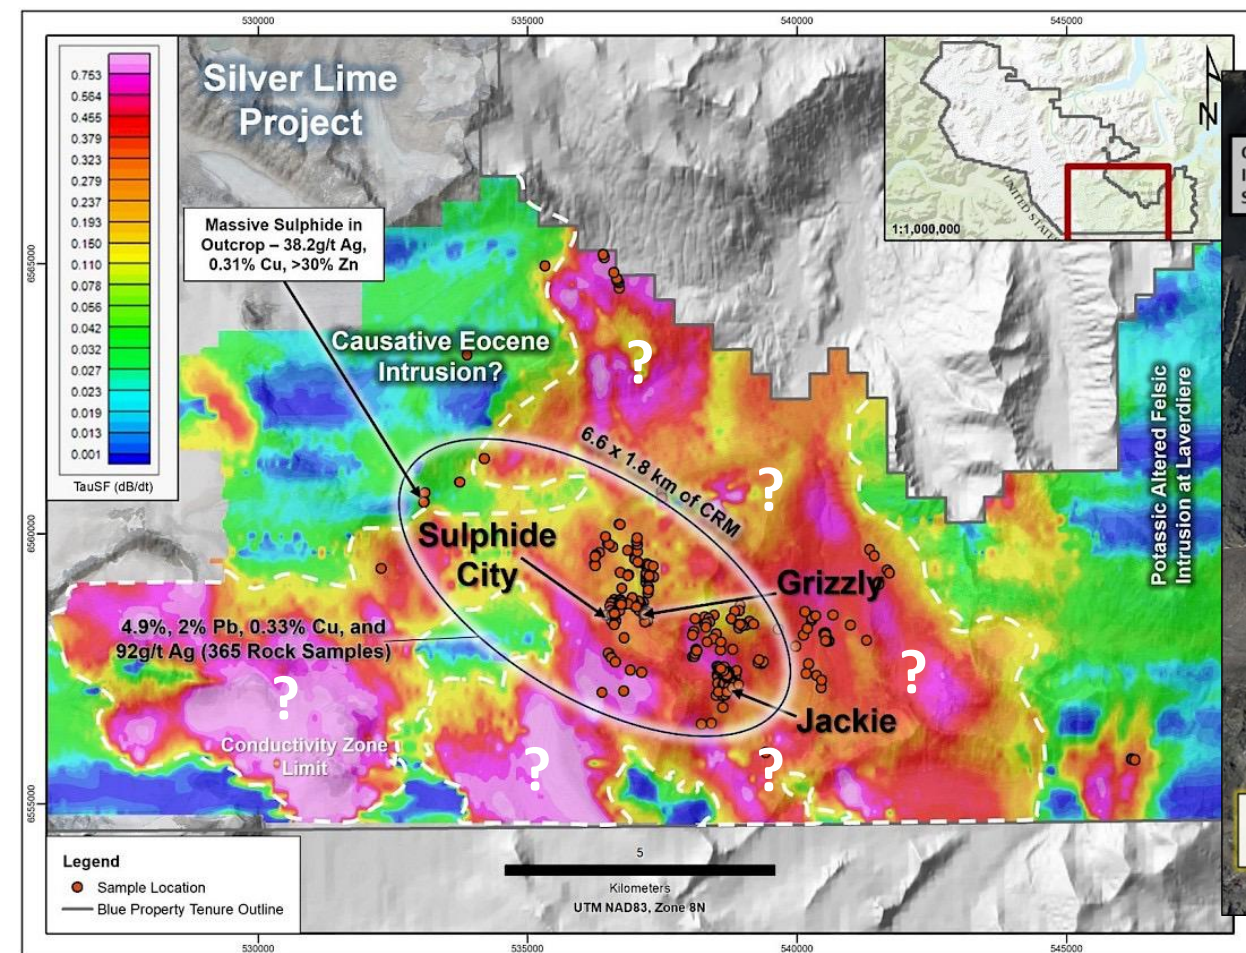 530000
535000
540000
545000
Silver Lime
Project
0.753
0.564
0.455
0.379
0.323
0.279
0.237
0.193
0.150
0.110
0.078
0.056
0.042
0.032
0.027
0.023
0.019
0.013
0.001
TauSF (dB/dt)
N
UNITED STATES
1:1,000,000
Massive Sulphide in
Outcrop – 38.2g/t Ag,
0.31% Cu, >30% Zn
6565000
Causative Eocene
Intrusion?
?
6.6 x 1.8 km of CRM
?
Potassic Altered Felsic
Intrusion at Laverdiere
6560000
Sulphide
City
Grizzly
4.9%, 2% Pb, 0.33% Cu, and
92g/t Ag (365 Rock Samples)
?
?
Jackie
Conductivity Zone
Limit
?
?
6555000
Legend
Sample Location
Blue Property Tenure Outline
5
Kilometers
UTM NAD83, Zone 8N
530000
535000
540000
545000